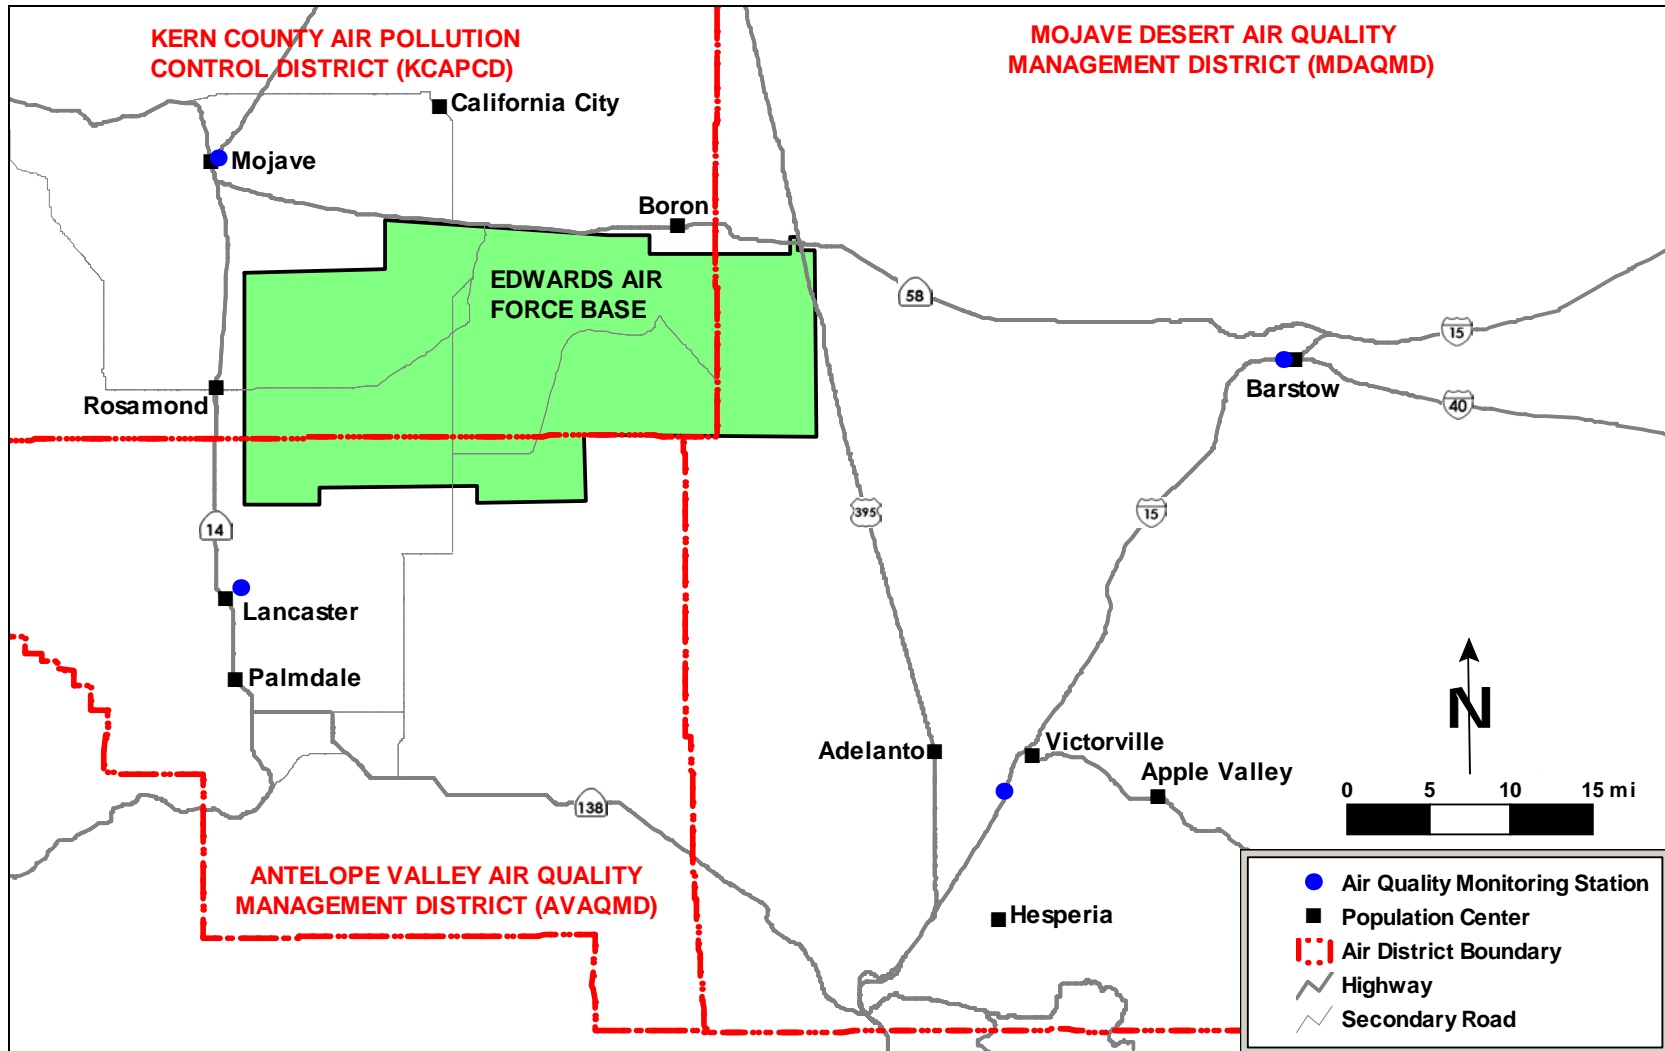 KERN COUNTY AIR POLLUTION
CONTROL DISTRICT (KCAPCD)
MOJAVE DESERT AIR QUALITY
MANAGEMENT DISTRICT (MDAQMD)
California City
Mojave
Boron
EDWARDS AIR
FORCE BASE
58
15
Barstow
40
Rosamond
14
395
15
Lancaster
Palmdale
N
Adelanto
Victorville
Apple Valley
138
0 5 10 15 mi
ANTELOPE VALLEY AIR QUALITY
MANAGEMENT DISTRICT (AVAQMD)
Hesperia
Air Quality Monitoring Station
Population Center
Air District Boundary
Highway
Secondary Road